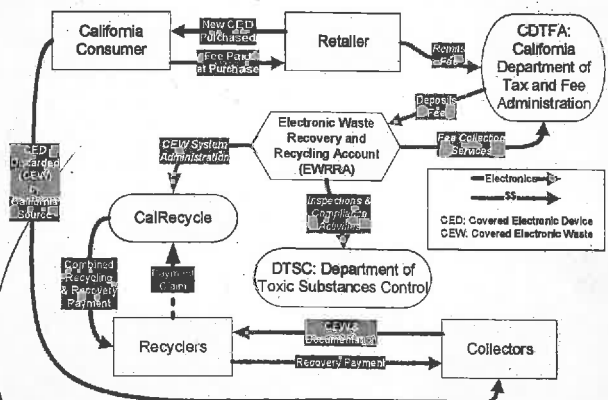 California
Consumer
New CED
Purchased
Fee Paid
at Purchase
Retailer
Remits
Fee
CDTFA:
California
Department of
Tax and Fee
Administration
Deposits
Fee
Electronic Waste
Recovery and
Recycling Account
(EWRRA)
CEW System
Administration
Fee Collection
Services
CED
Discarded
(CEW)
California
Source
Inspections &
Compliance
Activities
Electronics
$$
CED: Covered Electronic Device
CEW: Covered Electronic Waste
CalRecycle
DTSC: Department of
Toxic Substances Control
Combined
Recycling
& Recovery
Payment
Payment
Claim
Recyclers
CEW &
Documentation
Recovery Payment
Collectors